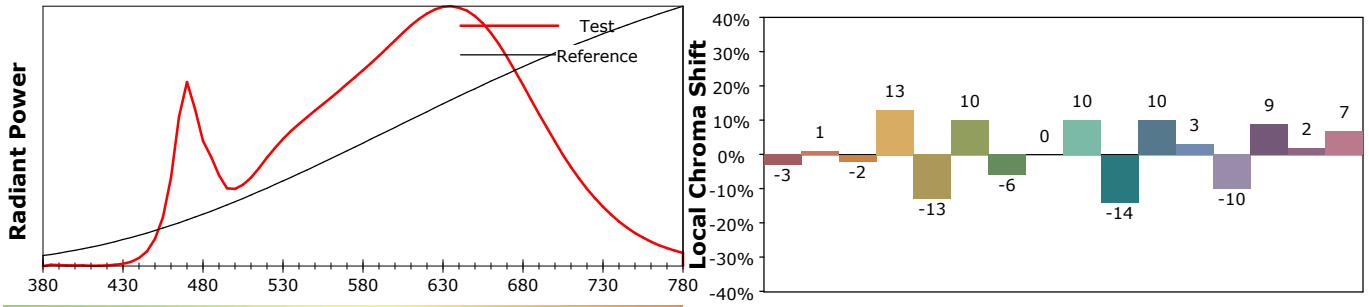 Radiant Power
Test
Reference
380 430 480 530 580 630 680 730 780
Local Chroma Shift
40%
30%
20%
10%
0%
-10%
-20%
-30%
-40%
-3 1 -2 13 -13 10 -6 0 10 -14 10 3 -10 9 2 7